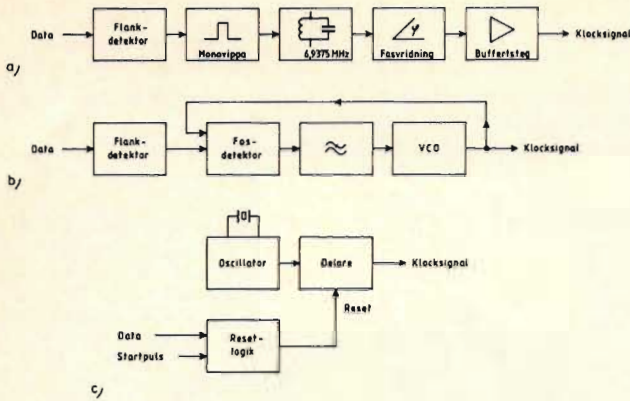 Data
Flank-
detektor
Monovippa
6,9375 MHz
φ
Fasvridning
Buffertsteg
Klocksignal
a)
Data
Flank-
detektor
Fas-
detektor
VCO
Klocksignal
b)
Oscillator
Delare
Klocksignal
Reset
Data
Startpuls
Reset-
logik
c)